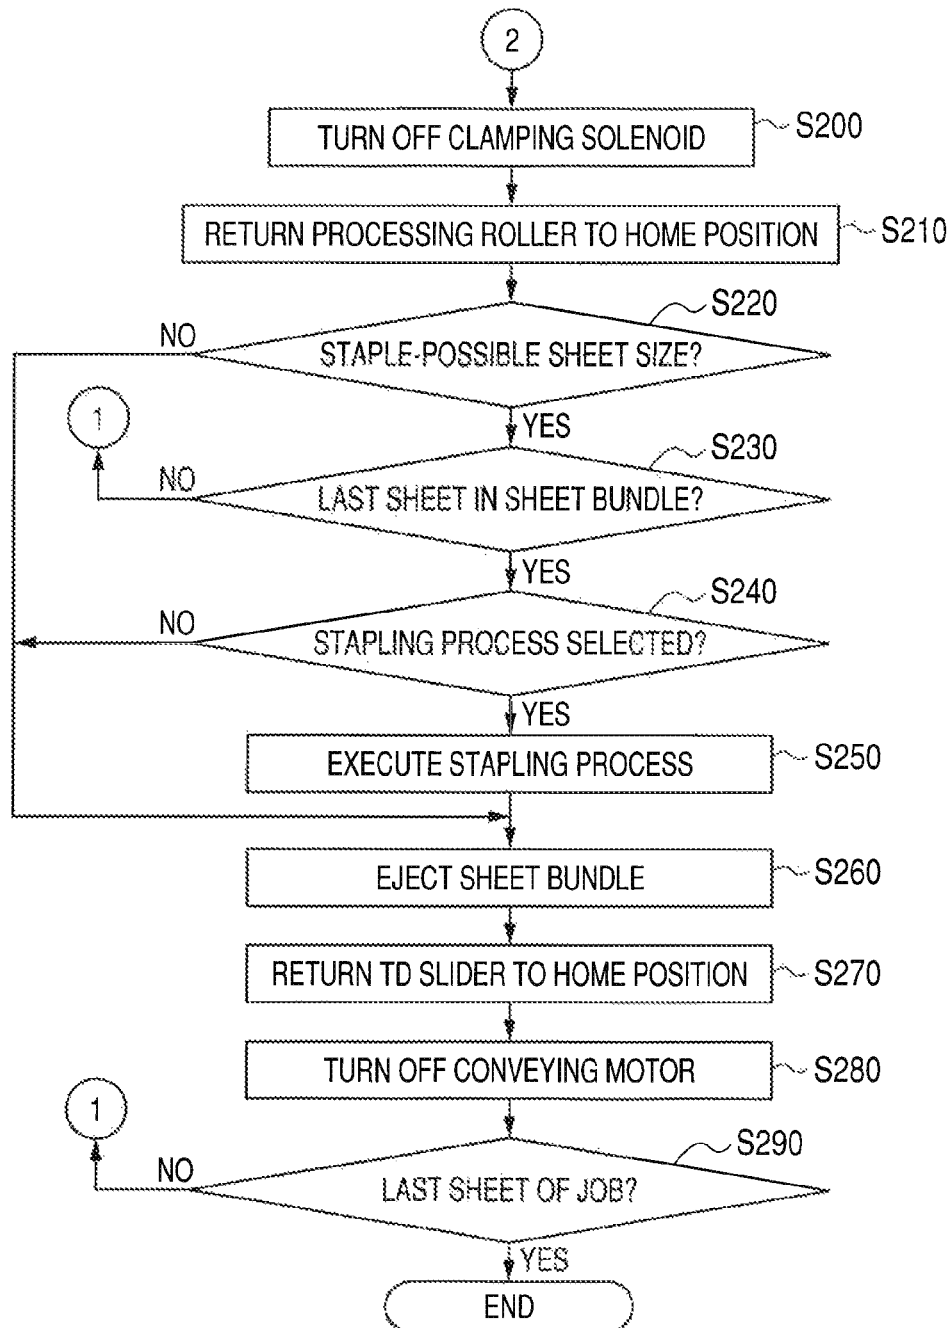 2
TURN OFF CLAMPING SOLENOID
S200
RETURN PROCESSING ROLLER TO HOME POSITION
S210
S220
NO
STAPLE-POSSIBLE SHEET SIZE?
1
YES
S230
NO
LAST SHEET IN SHEET BUNDLE?
YES
S240
NO
STAPLING PROCESS SELECTED?
YES
EXECUTE STAPLING PROCESS
S250
EJECT SHEET BUNDLE
S260
RETURN TD SLIDER TO HOME POSITION
S270
TURN OFF CONVEYING MOTOR
S280
1
S290
NO
LAST SHEET OF JOB?
YES
END